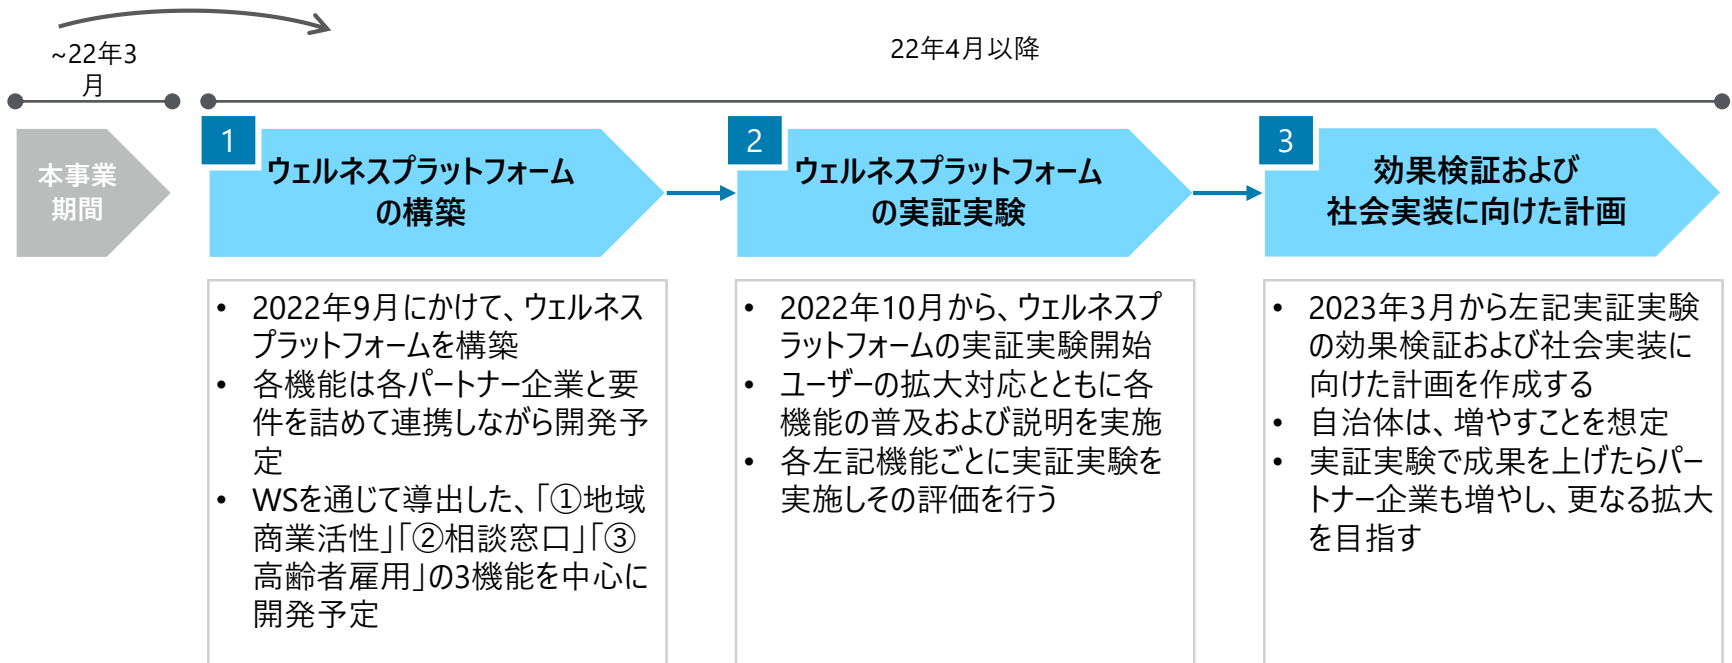 ~22年3
月
22年4月以降
本事業
期間
1
ウェルネスプラットフォーム
の構築
2
ウェルネスプラットフォーム
の実証実験
3
効果検証および
社会実装に向けた計画
• 2022年9月にかけて、ウェルネス
プラットフォームを構築
• 各機能は各パートナー企業と要
件を詰めて連携しながら開発予
定
• WSを通じて導出した、「①地域
商業活性」「②相談窓口」「③
高齢者雇用」の3機能を中心に
開発予定
• 2022年10月から、ウェルネスプ
ラットフォームの実証実験開始
• ユーザーの拡大対応とともに各
機能の普及および説明を実施
• 各左記機能ごとに実証実験を
実施しその評価を行う
• 2023年3月から左記実証実験
の効果検証および社会実装に
向けた計画を作成する
• 自治体は、増やすことを想定
• 実証実験で成果を上げたらパー
トナー企業も増やし、更なる拡大
を目指す